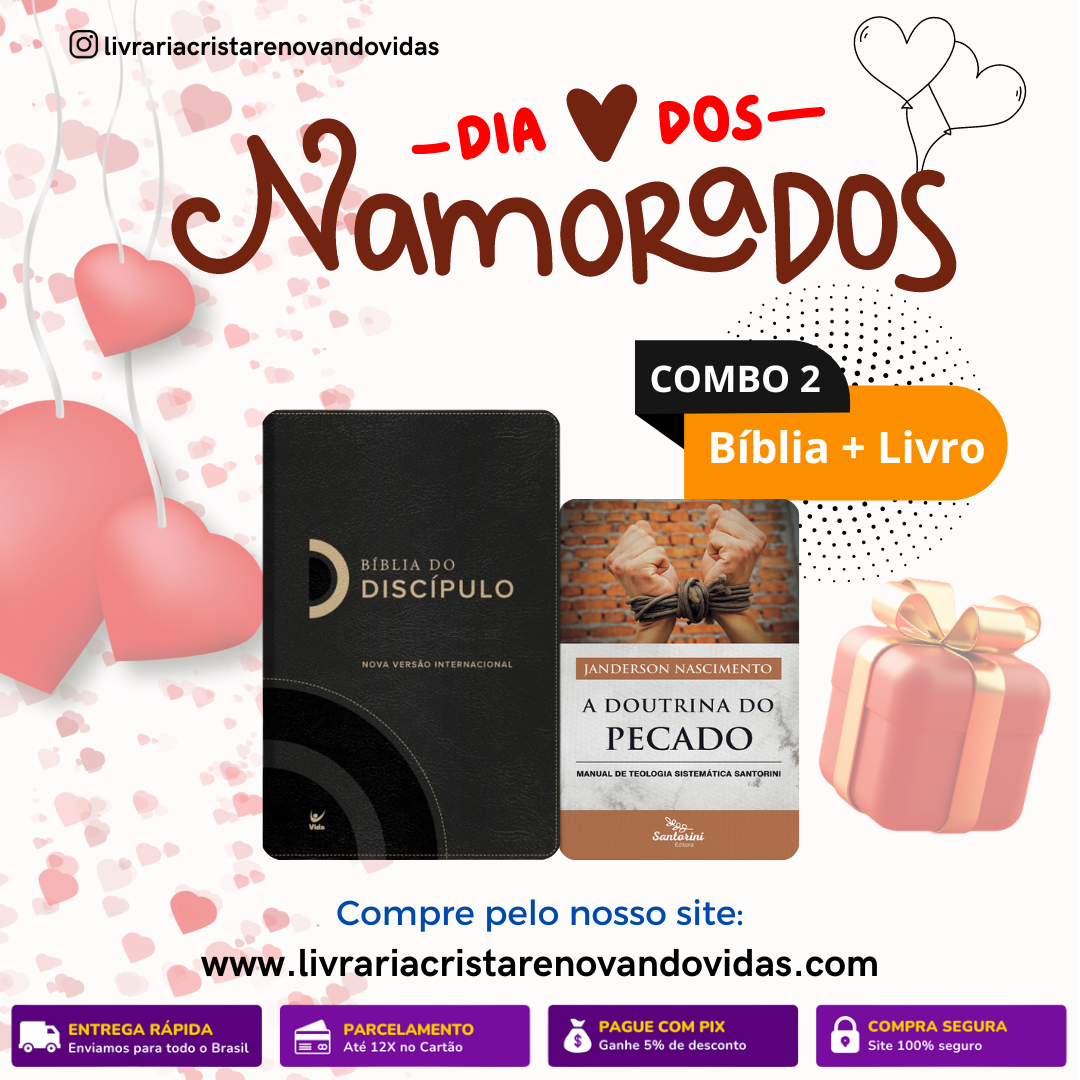 livrariacristarenovandovidas
DIA DOS
NamoraDOS
COMBO 2
Bíblia + Livro
BÍBLIA DO
DISCÍPULO
NOVA VERSÃO INTERNACIONAL
Vida
JANDERSON NASCIMENTO
A DOUTRINA DO
PECADO
MANUAL DE TEOLOGIA SISTEMÁTICA SANTORINI
Santorini
Editora
Compre pelo nosso site:
www.livrariacristarenovandovidas.com
ENTREGA RÁPIDA
Enviamos para todo o Brasil
PARCELAMENTO
Até 12X no Cartão
PAGUE COM PIX
Ganhe 5% de desconto
COMPRA SEGURA
Site 100% seguro